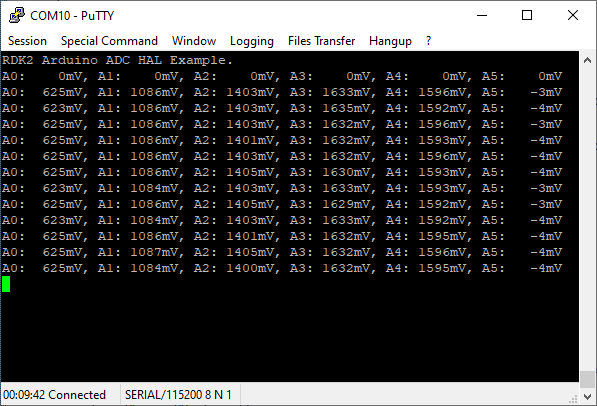 COM10 - PuTTY
Session Special Command Window Logging Files Transfer Hangup ?
RDK2 Arduino ADC HAL Example.
A0:    0mV, A1:    0mV, A2:    0mV, A3:    0mV, A4:    0mV, A5:    0mV
A0:  625mV, A1: 1086mV, A2: 1403mV, A3: 1633mV, A4: 1596mV, A5:   -3mV
A0:  623mV, A1: 1086mV, A2: 1403mV, A3: 1635mV, A4: 1592mV, A5:   -4mV
A0:  625mV, A1: 1086mV, A2: 1403mV, A3: 1632mV, A4: 1596mV, A5:   -3mV
A0:  625mV, A1: 1086mV, A2: 1401mV, A3: 1632mV, A4: 1593mV, A5:   -4mV
A0:  625mV, A1: 1086mV, A2: 1403mV, A3: 1632mV, A4: 1596mV, A5:   -4mV
A0:  625mV, A1: 1086mV, A2: 1405mV, A3: 1630mV, A4: 1593mV, A5:   -4mV
A0:  623mV, A1: 1084mV, A2: 1403mV, A3: 1633mV, A4: 1593mV, A5:   -3mV
A0:  625mV, A1: 1086mV, A2: 1405mV, A3: 1629mV, A4: 1592mV, A5:   -3mV
A0:  623mV, A1: 1084mV, A2: 1403mV, A3: 1633mV, A4: 1592mV, A5:   -4mV
A0:  625mV, A1: 1086mV, A2: 1401mV, A3: 1632mV, A4: 1595mV, A5:   -4mV
A0:  625mV, A1: 1087mV, A2: 1405mV, A3: 1632mV, A4: 1596mV, A5:   -4mV
A0:  625mV, A1: 1084mV, A2: 1400mV, A3: 1632mV, A4: 1595mV, A5:   -4mV
00:09:42 Connected SERIAL/115200 8 N 1